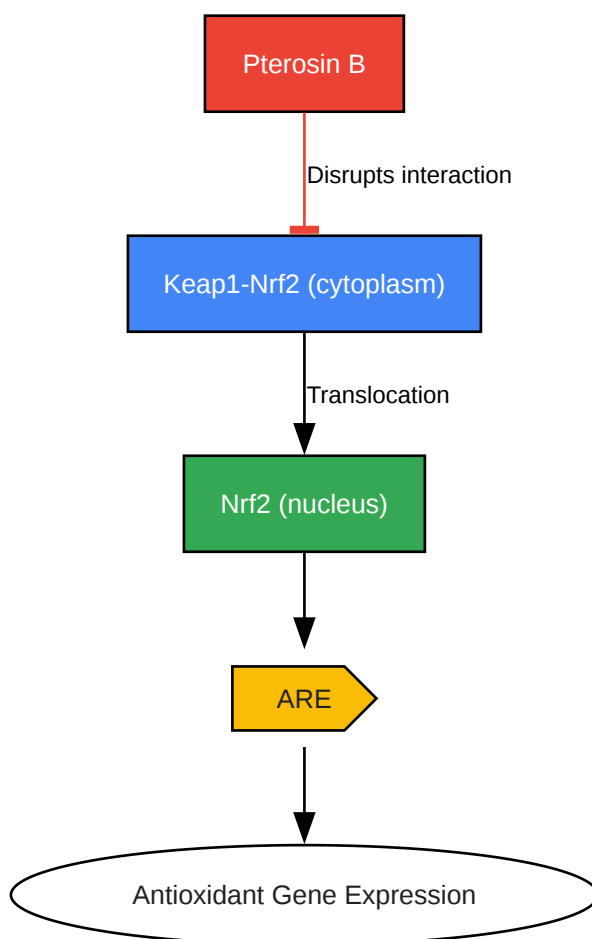 Pterosin B
Disrupts interaction
Keap1-Nrf2 (cytoplasm)
Translocation
Nrf2 (nucleus)
ARE
Antioxidant Gene Expression